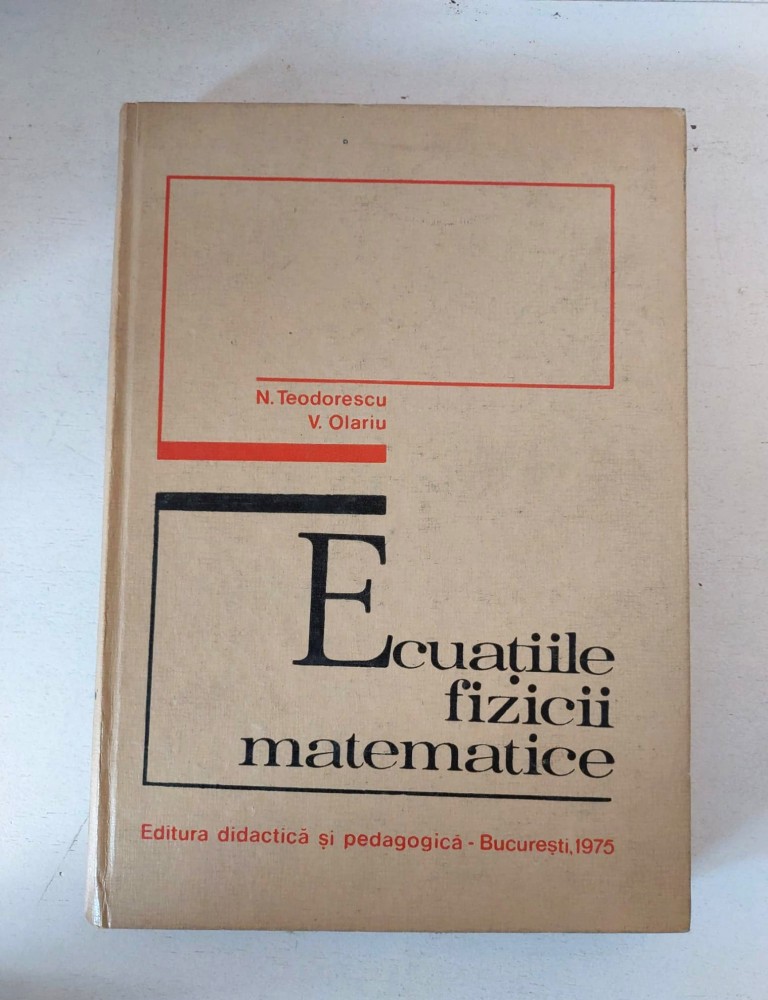 N. Teodorescu
V. Olariu
Ecuațiile
fizicii
matematice
Editura didactică și pedagogică - București, 1975